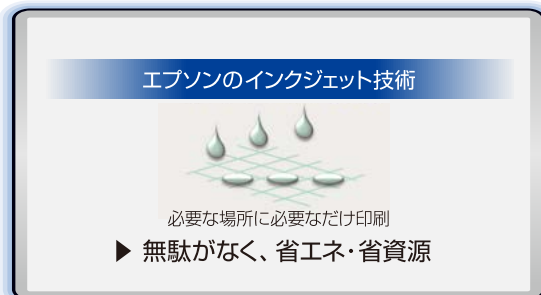 エプソンのインクジェット技術
必要な場所に必要なだけ印刷
▶ 無駄がなく、省エネ・省資源